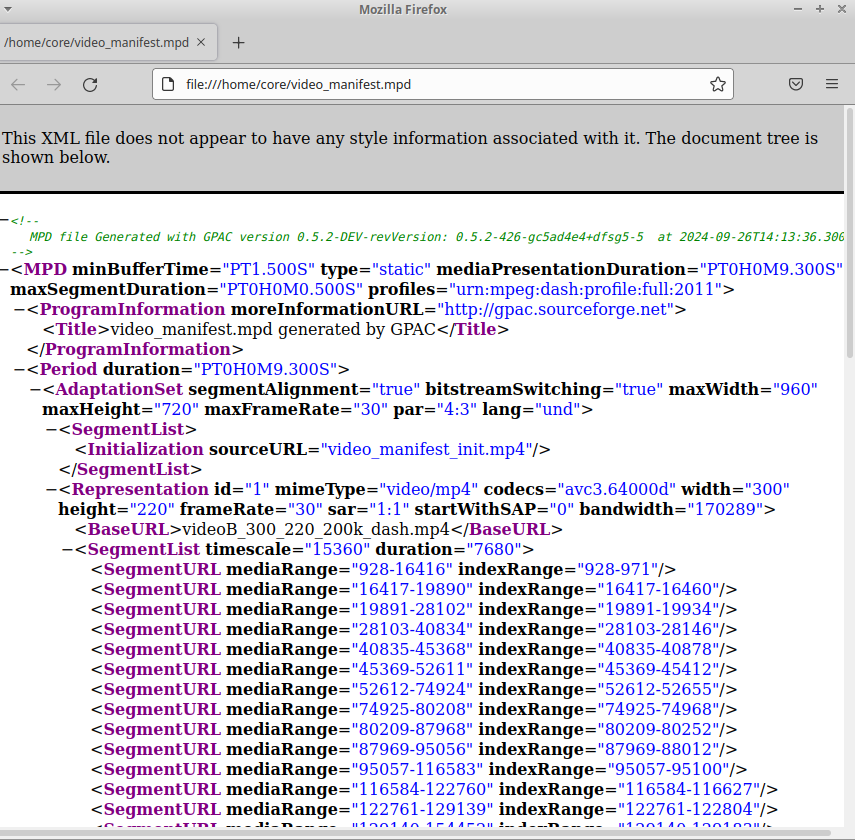 Mozilla Firefox
/home/core/video_manifest.mpd
file:///home/core/video_manifest.mpd
This XML file does not appear to have any style information associated with it. The document tree is
shown below.
<!--
MPD file Generated with GPAC version 0.5.2-DEV-revVersion: 0.5.2-426-gc5ad4e4+dfsg5-5  at 2024-09-26T14:13:36.300
-->
<MPD minBufferTime="PT1.500S" type="static" mediaPresentationDuration="PT0H0M9.300S"
maxSegmentDuration="PT0H0M0.500S" profiles="urn:mpeg:dash:profile:full:2011">
<ProgramInformation moreInformationURL="http://gpac.sourceforge.net">
<Title>video_manifest.mpd generated by GPAC</Title>
</ProgramInformation>
<Period duration="PT0H0M9.300S">
<AdaptationSet segmentAlignment="true" bitstreamSwitching="true" maxWidth="960"
maxHeight="720" maxFrameRate="30" par="4:3" lang="und">
<SegmentList>
<Initialization sourceURL="video_manifest_init.mp4"/>
</SegmentList>
<Representation id="1" mimeType="video/mp4" codecs="avc3.64000d" width="300"
height="220" frameRate="30" sar="1:1" startWithSAP="0" bandwidth="170289">
<BaseURL>videoB_300_220_200k_dash.mp4</BaseURL>
<SegmentList timescale="15360" duration="7680">
<SegmentURL mediaRange="928-16416" indexRange="928-971"/>
<SegmentURL mediaRange="16417-19890" indexRange="16417-16460"/>
<SegmentURL mediaRange="19891-28102" indexRange="19891-19934"/>
<SegmentURL mediaRange="28103-40834" indexRange="28103-28146"/>
<SegmentURL mediaRange="40835-45368" indexRange="40835-40878"/>
<SegmentURL mediaRange="45369-52611" indexRange="45369-45412"/>
<SegmentURL mediaRange="52612-74924" indexRange="52612-52655"/>
<SegmentURL mediaRange="74925-80208" indexRange="74925-74968"/>
<SegmentURL mediaRange="80209-87968" indexRange="80209-80252"/>
<SegmentURL mediaRange="87969-95056" indexRange="87969-88012"/>
<SegmentURL mediaRange="95057-116583" indexRange="95057-95100"/>
<SegmentURL mediaRange="116584-122760" indexRange="116584-116627"/>
<SegmentURL mediaRange="122761-129139" indexRange="122761-122804"/>